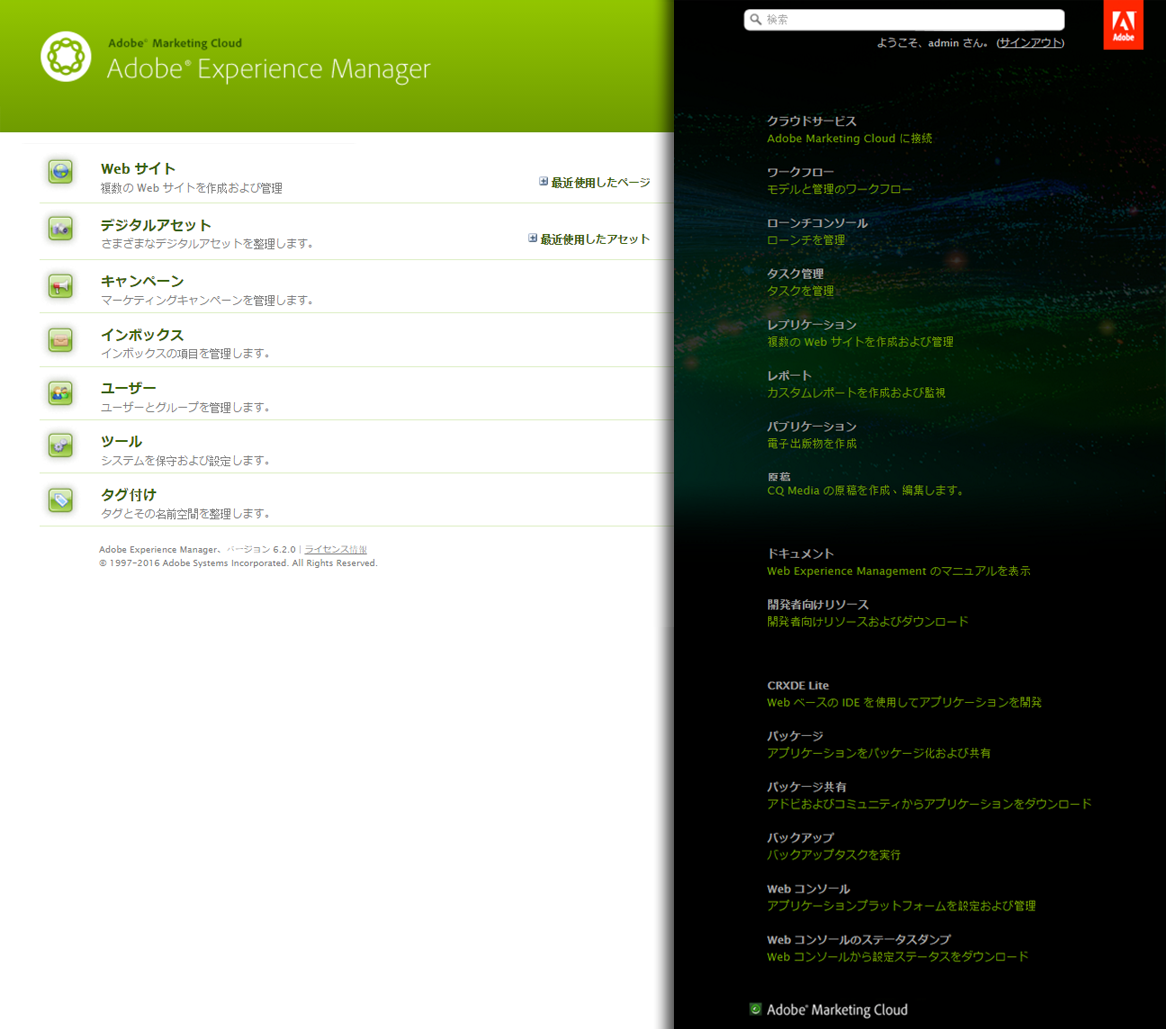 Adobe® Marketing Cloud
Adobe® Experience Manager
Web サイト
複数の Web サイトを作成および管理
最近使用したページ
デジタルアセット
さまざまなデジタルアセットを整理します。
最近使用したアセット
キャンペーン
マーケティングキャンペーンを管理します。
インボックス
インボックスの項目を管理します。
ユーザー
ユーザーとグループを管理します。
ツール
システムを保守および設定します。
タグ付け
タグとその名前空間を整理します。
Adobe Experience Manager、バージョン 6.2.0 | ライセンス情報
© 1997-2016 Adobe Systems Incorporated. All Rights Reserved.
検索
ようこそ、admin さん。 (サインアウト)
Adobe
クラウドサービス
Adobe Marketing Cloud に接続
ワークフロー
モデルと管理のワークフロー
ローンチコンソール
ローンチを管理
タスク管理
タスクを管理
レプリケーション
複数の Web サイトを作成および管理
レポート
カスタムレポートを作成および監視
パブリケーション
電子出版物を作成
原稿
CQ Media の原稿を作成、編集します。
ドキュメント
Web Experience Management のマニュアルを表示
開発者向けリソース
開発者向けリソースおよびダウンロード
CRXDE Lite
Web ベースの IDE を使用してアプリケーションを開発
パッケージ
アプリケーションをパッケージ化および共有
パッケージ共有
アドビおよびコミュニティからアプリケーションをダウンロード
バックアップ
バックアップタスクを実行
Web コンソール
アプリケーションプラットフォームを設定および管理
Web コンソールのステータスダンプ
Web コンソールから設定ステータスをダウンロード
Adobe® Marketing Cloud